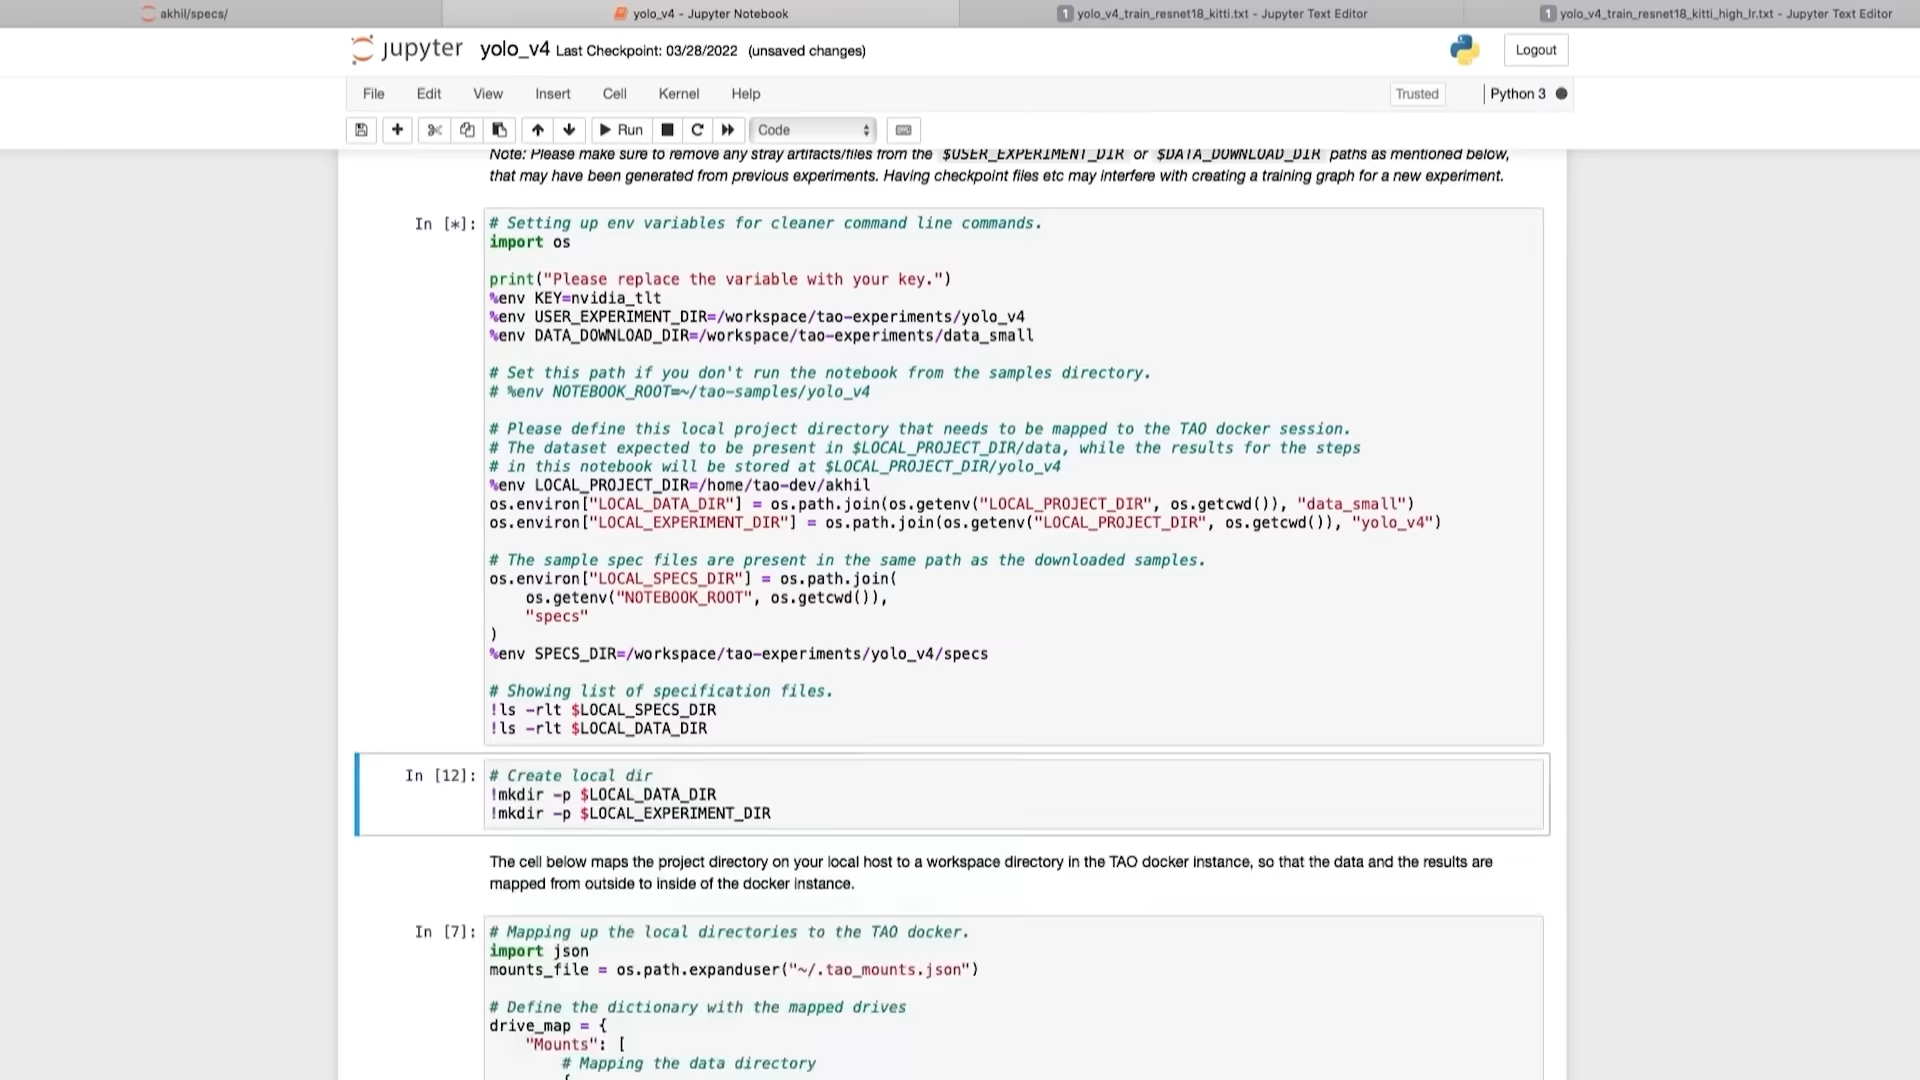 akhil/specs/
yolo_v4 - Jupyter Notebook
1 yolo_v4_train_resnet18_kitti.txt - Jupyter Text Editor
1 yolo_v4_train_resnet18_kitti_high_lr.txt - Jupyter Text Editor
jupyter yolo_v4 Last Checkpoint: 03/28/2022 (unsaved changes)
Logout
File Edit View Insert Cell Kernel Help
Trusted
Python 3
Run
Code
Note: Please make sure to remove any stray artifacts/files from the $USER_EXPERIMENT_DIR or $DATA_DOWNLOAD_DIR paths as mentioned below,
that may have been generated from previous experiments. Having checkpoint files etc may interfere with creating a training graph for a new experiment.
In [*]: # Setting up env variables for cleaner command line commands.
import os
print("Please replace the variable with your key.")
%env KEY=nvidia_tlt
%env USER_EXPERIMENT_DIR=/workspace/tao-experiments/yolo_v4
%env DATA_DOWNLOAD_DIR=/workspace/tao-experiments/data_small
# Set this path if you don't run the notebook from the samples directory.
# %env NOTEBOOK_ROOT=~/tao-samples/yolo_v4
# Please define this local project directory that needs to be mapped to the TAO docker session.
# The dataset expected to be present in $LOCAL_PROJECT_DIR/data, while the results for the steps
# in this notebook will be stored at $LOCAL_PROJECT_DIR/yolo_v4
%env LOCAL_PROJECT_DIR=/home/tao-dev/akhil
os.environ["LOCAL_DATA_DIR"] = os.path.join(os.getenv("LOCAL_PROJECT_DIR", os.getcwd()), "data_small")
os.environ["LOCAL_EXPERIMENT_DIR"] = os.path.join(os.getenv("LOCAL_PROJECT_DIR", os.getcwd()), "yolo_v4")
# The sample spec files are present in the same path as the downloaded samples.
os.environ["LOCAL_SPECS_DIR"] = os.path.join(
os.getenv("NOTEBOOK_ROOT", os.getcwd()),
"specs"
)
%env SPECS_DIR=/workspace/tao-experiments/yolo_v4/specs
# Showing list of specification files.
!ls -rlt $LOCAL_SPECS_DIR
!ls -rlt $LOCAL_DATA_DIR
In [12]: # Create local dir
!mkdir -p $LOCAL_DATA_DIR
!mkdir -p $LOCAL_EXPERIMENT_DIR
The cell below maps the project directory on your local host to a workspace directory in the TAO docker instance, so that the data and the results are
mapped from outside to inside of the docker instance.
In [7]: # Mapping up the local directories to the TAO docker.
import json
mounts_file = os.path.expanduser("~/.tao_mounts.json")
# Define the dictionary with the mapped drives
drive_map = {
"Mounts": [
# Mapping the data directory
{